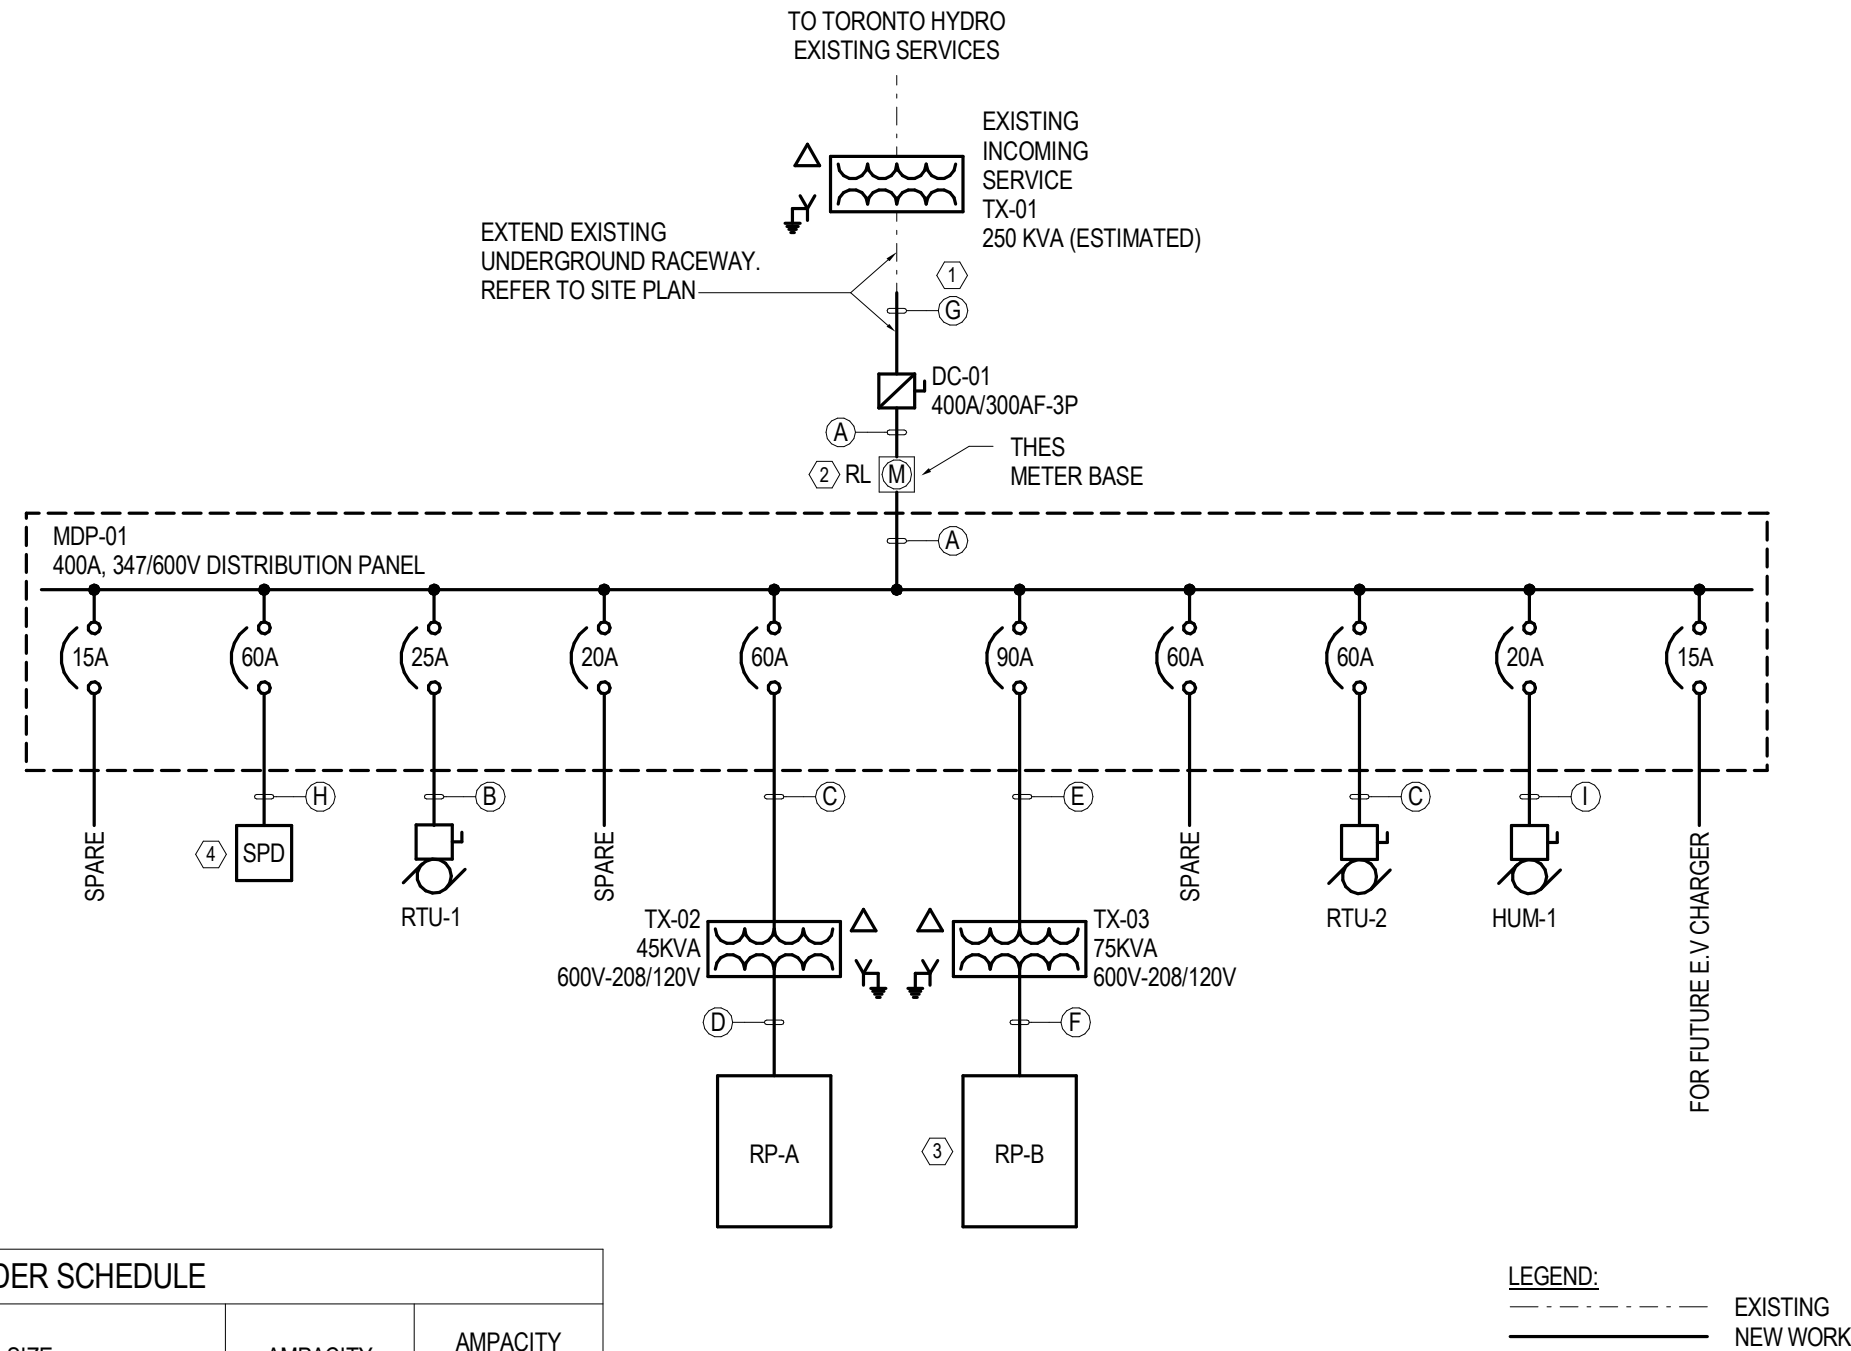 TO TORONTO HYDRO
EXISTING SERVICES
EXISTING
INCOMING
SERVICE
TX-01
250 KVA (ESTIMATED)
EXTEND EXISTING
UNDERGROUND RACEWAY.
REFER TO SITE PLAN
1
G
DC-01
400A/300AF-3P
A
THES
METER BASE
2 RL M
MDP-01
400A, 347/600V DISTRIBUTION PANEL
A
15A 60A 25A 20A 60A 90A 60A 60A 20A 15A
H B C E C I
SPARE
4 SPD
RTU-1
SPARE
TX-02
45KVA
600V-208/120V
TX-03
75KVA
600V-208/120V
SPARE
RTU-2
HUM-1
FOR FUTURE E.V CHARGER
D
F
RP-A
3 RP-B
DER SCHEDULE
SIZE
AMPACITY
AMPACITY
LEGEND:
EXISTING
NEW WORK